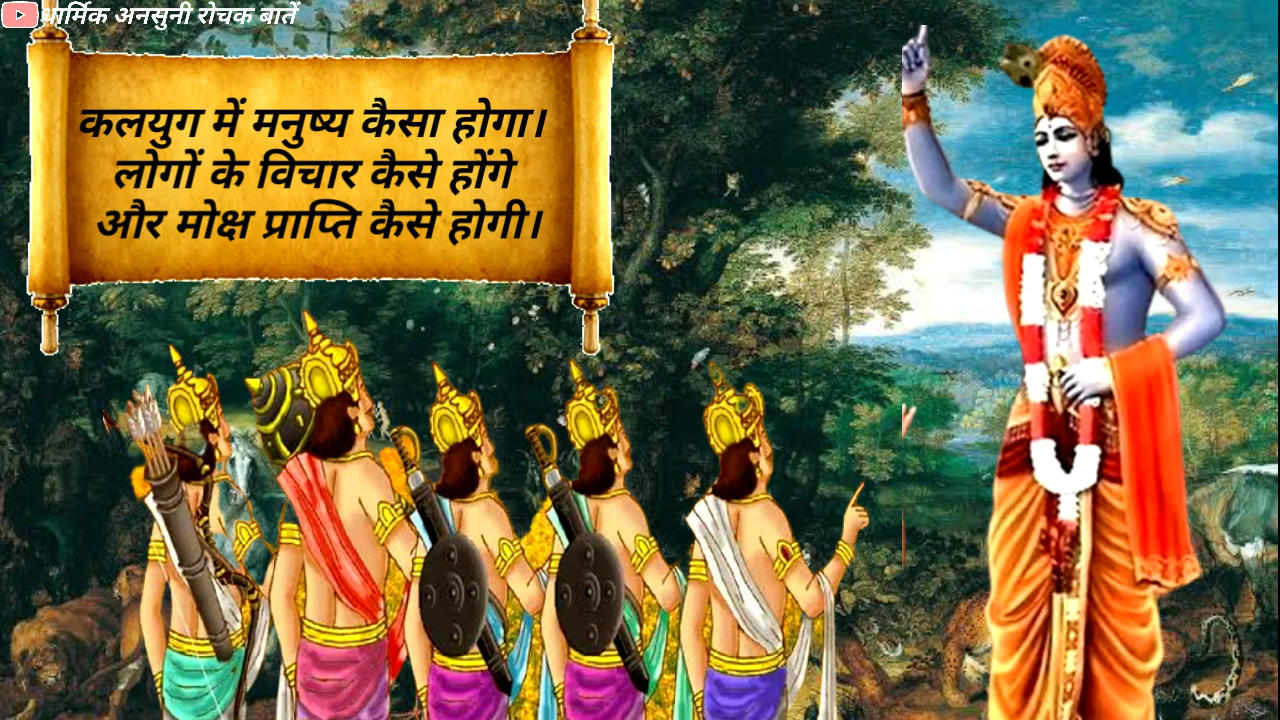 धार्मिक अनसुनी रोचक बातें
कलयुग में मनुष्य कैसा होगा।
लोगों के विचार कैसे होंगे
और मोक्ष प्राप्ति कैसे होगी।